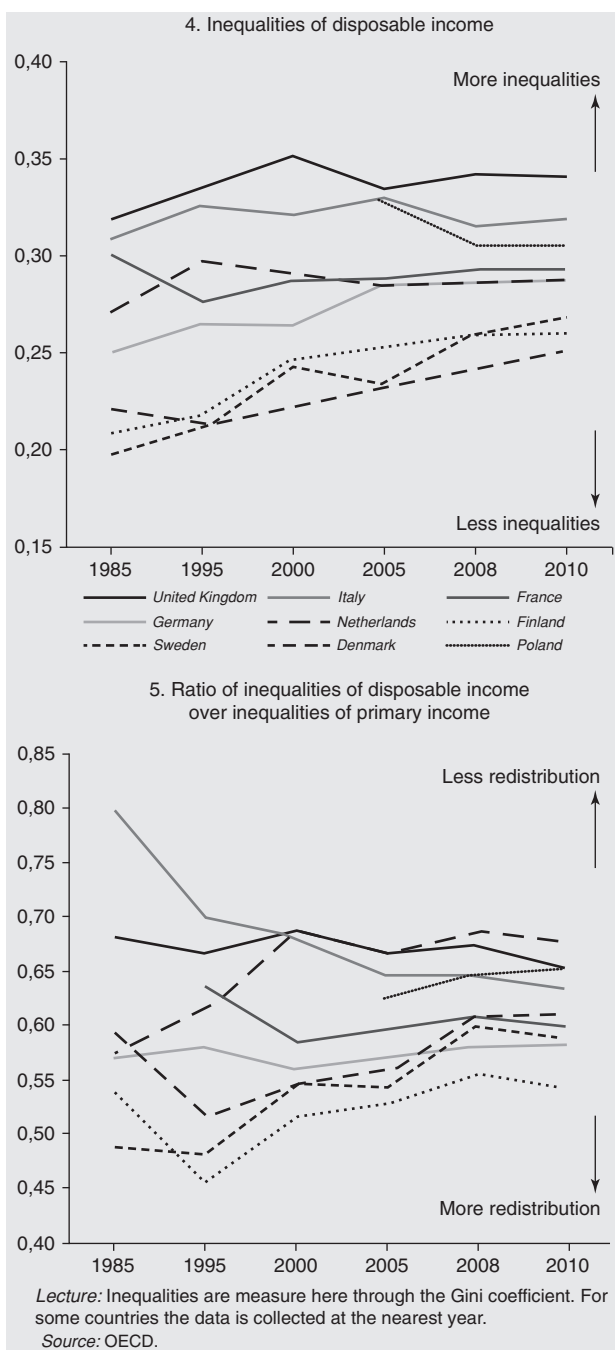 4. Inequalities of disposable income
0,40
0,35
0,30
0,25
0,20
0,15
More inequalities
Less inequalities
1985 1995 2000 2005 2008 2010
United Kingdom Italy France
Germany Netherlands Finland
Sweden Denmark Poland
5. Ratio of inequalities of disposable income
over inequalities of primary income
0,85
0,80
0,75
0,70
0,65
0,60
0,55
0,50
0,45
0,40
Less redistribution
More redistribution
1985 1995 2000 2005 2008 2010
Lecture: Inequalities are measure here through the Gini coefficient. For
some countries the data is collected at the nearest year.
Source: OECD.